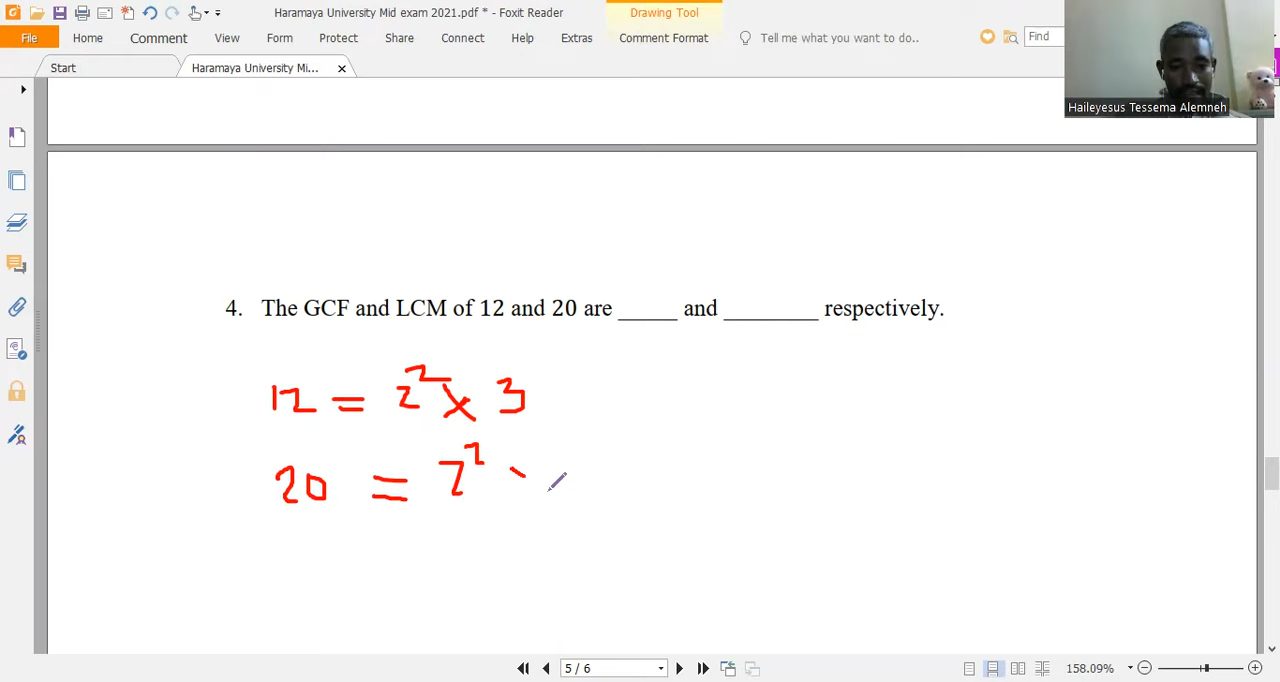 Haramaya University Mid exam 2021.pdf * - Foxit Reader
Drawing Tool
File Home Comment View Form Protect Share Connect Help Extras Comment Format Tell me what you want to do.. Find
Start Haramaya University Mi...
Haileyesus Tessema Alemneh
4. The GCF and LCM of 12 and 20 are _____ and ________ respectively.
12 = 2² × 3
20 = 2²
5 / 6
158.09%